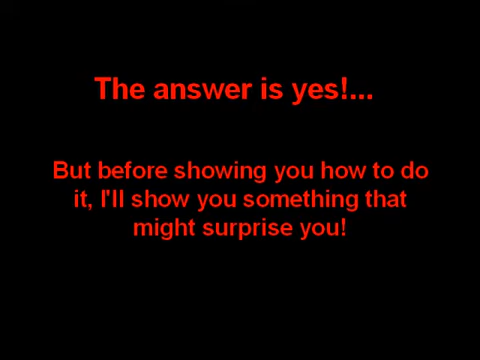 The answer is yes!...
But before showing you how to do
it, I'll show you something that
might surprise you!